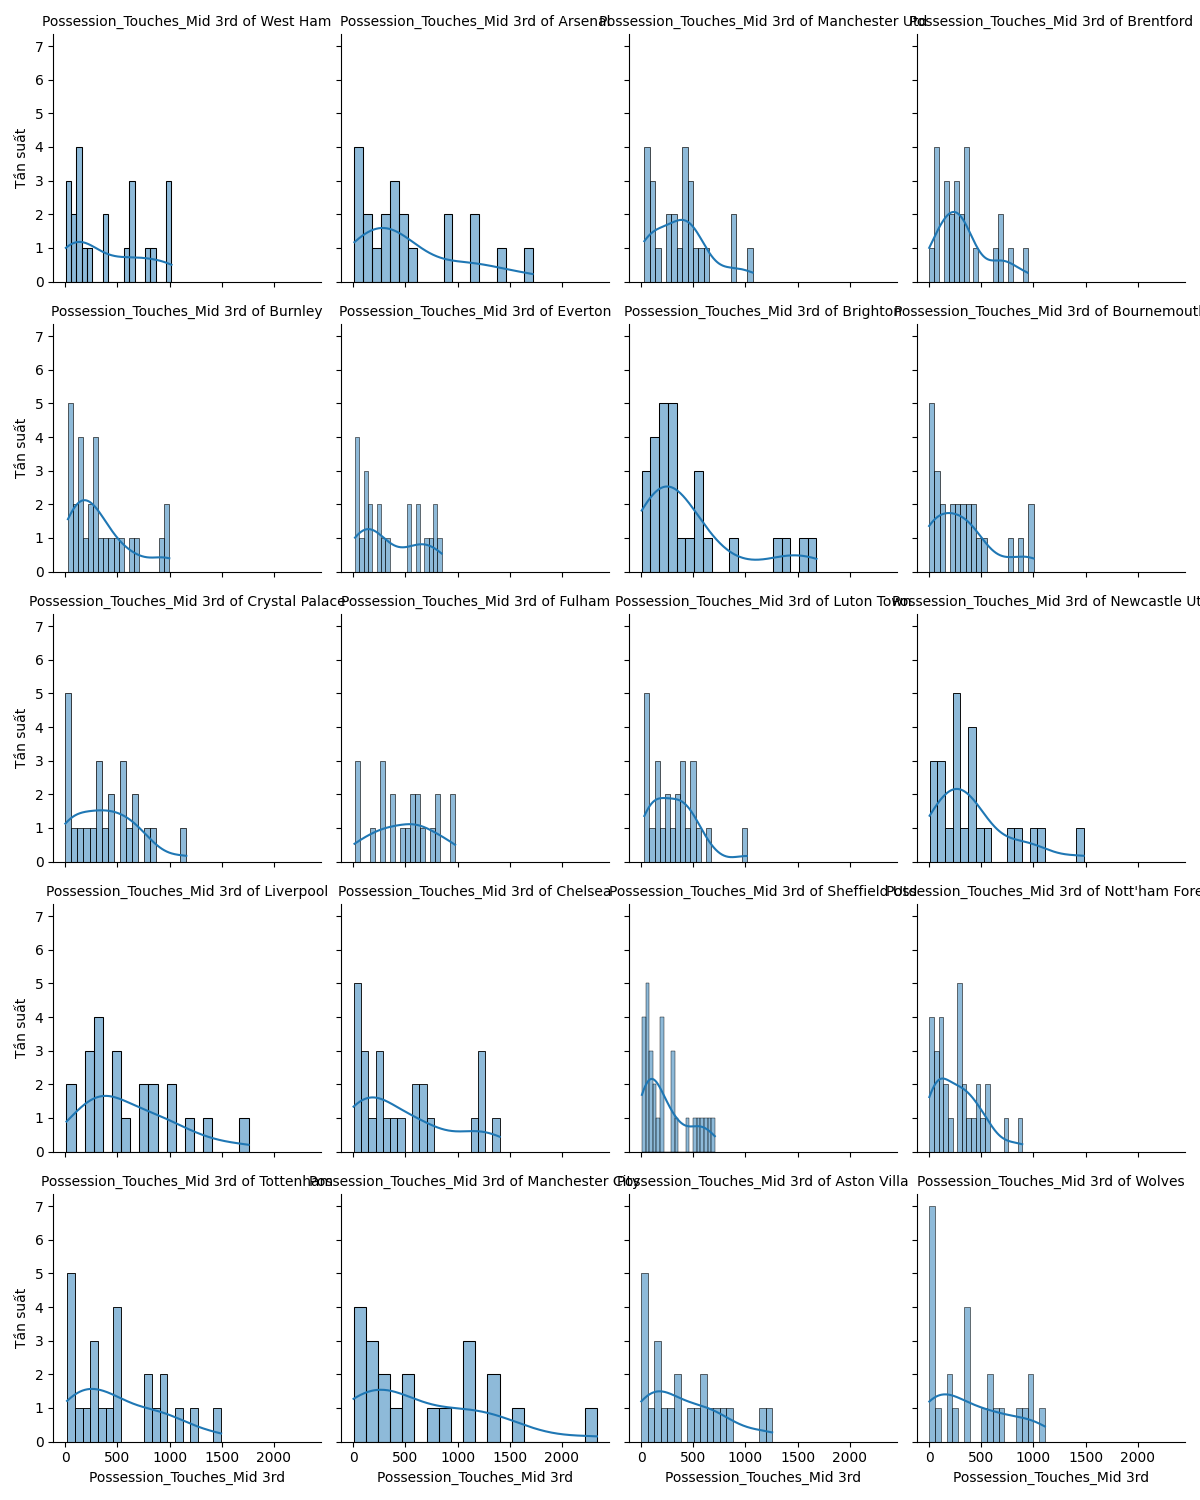 Possession_Touches_Mid 3rd of West Ham
Possession_Touches_Mid 3rd of Arsenal
Possession_Touches_Mid 3rd of Manchester Utd
Possession_Touches_Mid 3rd of Brentford
7
6
5
4
3
2
1
0
Tần suất
Possession_Touches_Mid 3rd of Burnley
Possession_Touches_Mid 3rd of Everton
Possession_Touches_Mid 3rd of Brighton
Possession_Touches_Mid 3rd of Bournemouth
7
6
5
4
3
2
1
0
Tần suất
Possession_Touches_Mid 3rd of Crystal Palace
Possession_Touches_Mid 3rd of Fulham
Possession_Touches_Mid 3rd of Luton Town
Possession_Touches_Mid 3rd of Newcastle Ut
7
6
5
4
3
2
1
0
Tần suất
Possession_Touches_Mid 3rd of Liverpool
Possession_Touches_Mid 3rd of Chelsea
Possession_Touches_Mid 3rd of Sheffield Utd
Possession_Touches_Mid 3rd of Nott'ham Fore
7
6
5
4
3
2
1
0
Tần suất
Possession_Touches_Mid 3rd of Tottenham
Possession_Touches_Mid 3rd of Manchester City
Possession_Touches_Mid 3rd of Aston Villa
Possession_Touches_Mid 3rd of Wolves
7
6
5
4
3
2
1
0
Tần suất
0 500 1000 1500 2000
0 500 1000 1500 2000
0 500 1000 1500 2000
0 500 1000 1500 2000
Possession_Touches_Mid 3rd
Possession_Touches_Mid 3rd
Possession_Touches_Mid 3rd
Possession_Touches_Mid 3rd